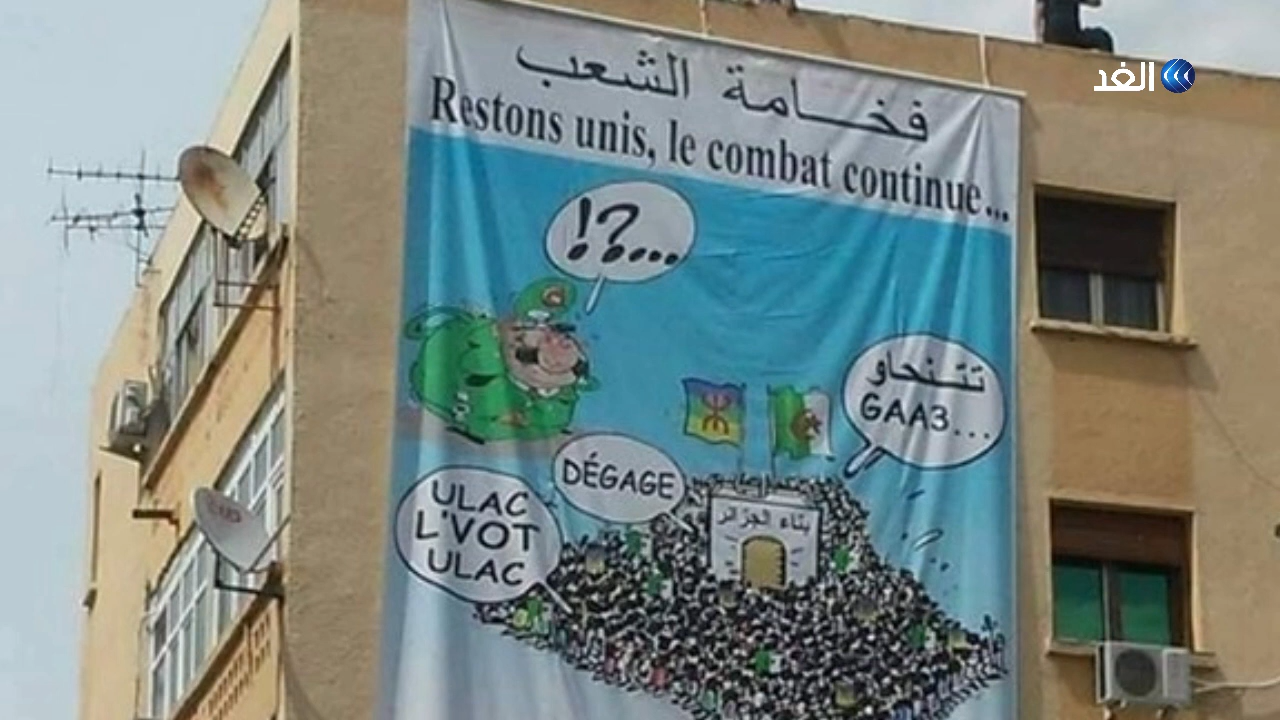 الغد
فخامة الشعب
Restons unis, le combat continue...
!?...
تتنحاو
GAA3...
DÉGAGE
ULAC
L'VOT
ULAC
بناء الجزائر